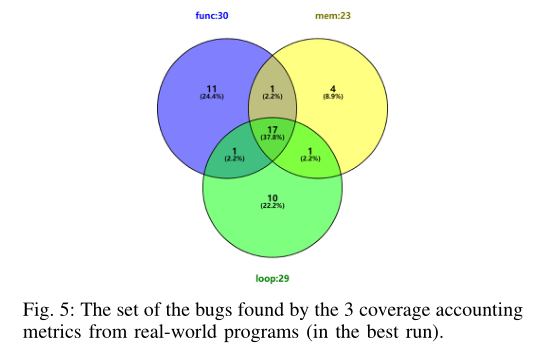 func:30
mem:23
11
(24.4%)
1
(2.2%)
4
(8.9%)
17
(37.8%)
1
(2.2%)
1
(2.2%)
10
(22.2%)
loop:29
Fig. 5: The set of the bugs found by the 3 coverage accounting
metrics from real-world programs (in the best run).